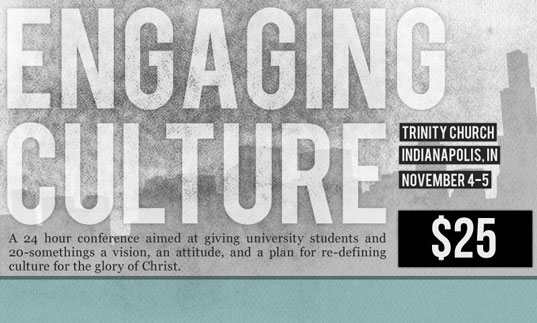 ENGAGING
CULTURE
TRINITY CHURCH
INDIANAPOLIS, IN
NOVEMBER 4-5
$25
A 24 hour conference aimed at giving university students and
20-somethings a vision, an attitude, and a plan for re-defining
culture for the glory of Christ.